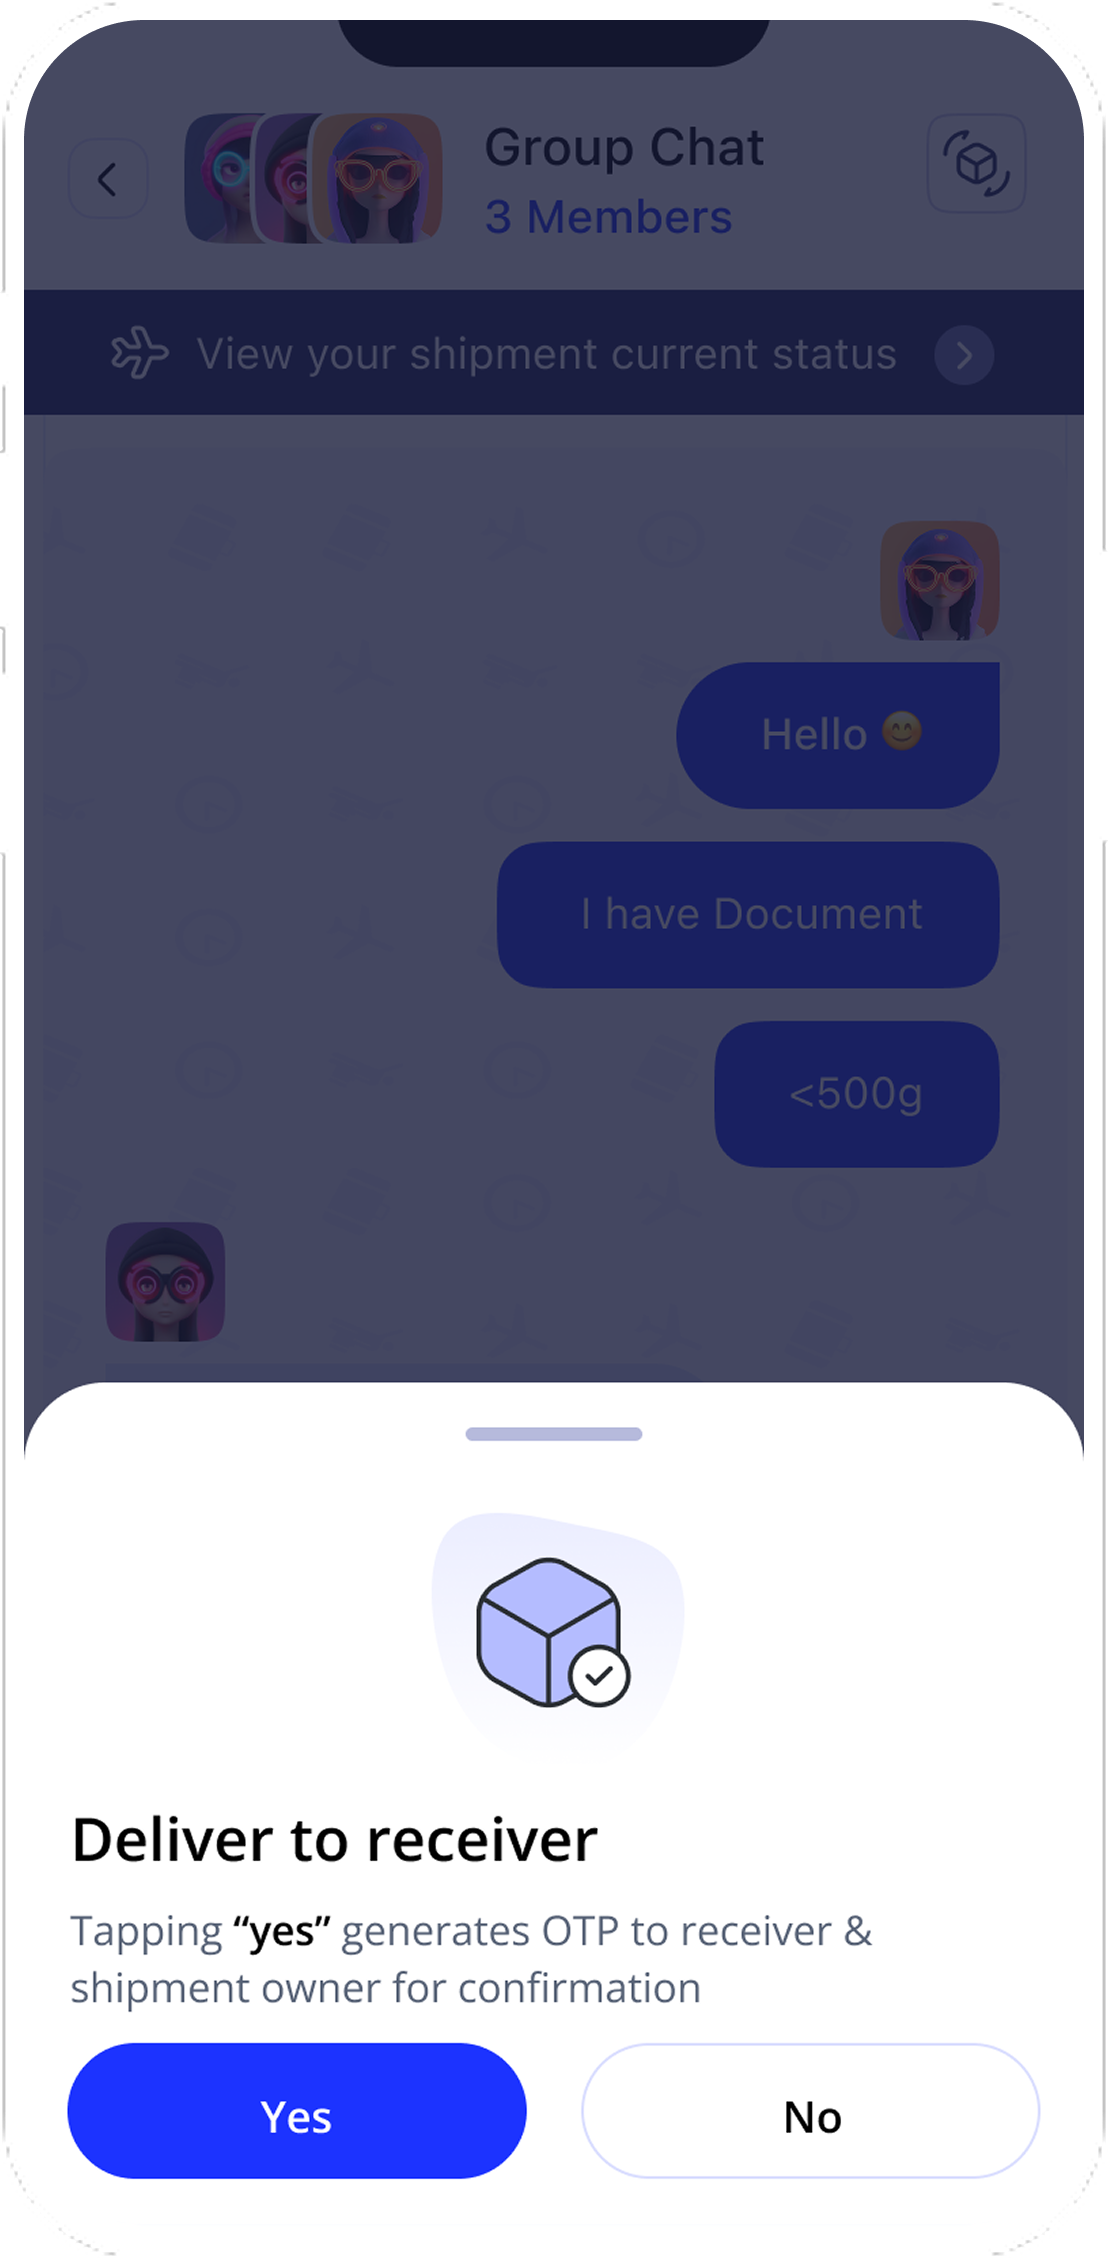 Group Chat
3 Members
View your shipment current status
Hello 😊
I have Document
<500g
Deliver to receiver
Tapping “yes” generates OTP to receiver &
shipment owner for confirmation
Yes
No